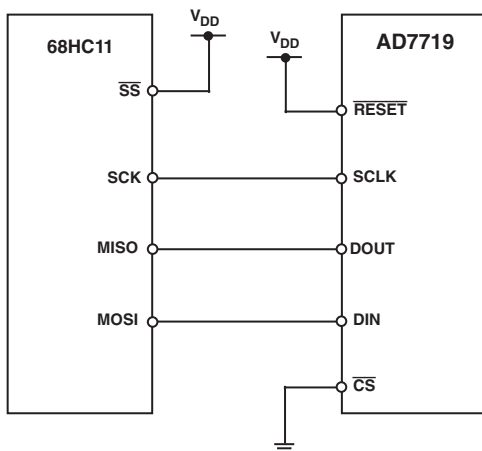 68HC11
V_DD
SS̅
SCK
MISO
MOSI
V_DD
AD7719
RESET̅
SCLK
DOUT
DIN
CS̅